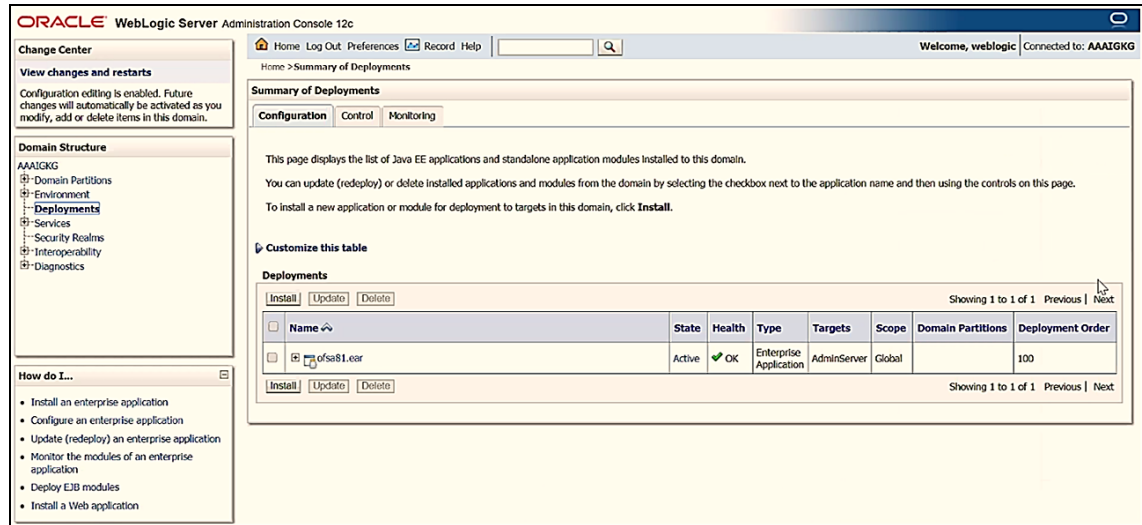 ORACLE WebLogic Server Administration Console 12c
Change Center
View changes and restarts
Configuration editing is enabled. Future
changes will automatically be activated as you
modify, add or delete items in this domain.
Domain Structure
AAAIGKG
Domain Partitions
Environment
Deployments
Services
Security Realms
Interoperability
Diagnostics
How do I...
Install an enterprise application
Configure an enterprise application
Update (redeploy) an enterprise application
Monitor the modules of an enterprise
application
Deploy EJB modules
Install a Web application
Home Log Out Preferences Record Help
Welcome, weblogic Connected to: AAAIGKG
Home >Summary of Deployments
Summary of Deployments
Configuration Control Monitoring
This page displays the list of Java EE applications and standalone application modules installed to this domain.
You can update (redeploy) or delete installed applications and modules from the domain by selecting the checkbox next to the application name and then using the controls on this page.
To install a new application or module for deployment to targets in this domain, click Install.
Customize this table
Deployments
Install Update Delete Showing 1 to 1 of 1 Previous | Next
Name State Health Type Targets Scope Domain Partitions Deployment Order
ofsa81.ear Active OK Enterprise Application AdminServer Global 100
Install Update Delete Showing 1 to 1 of 1 Previous | Next